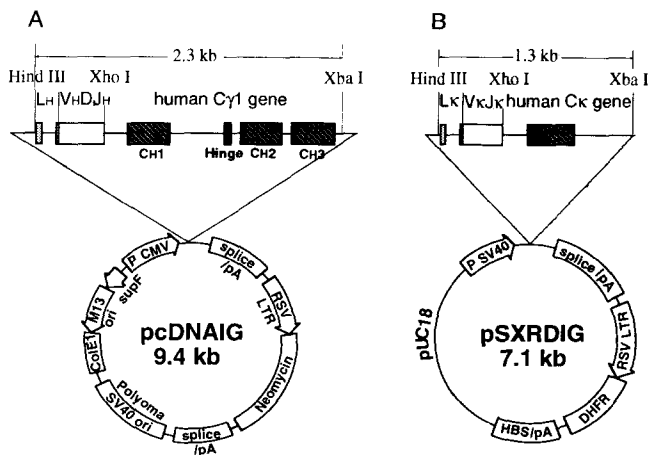 A
2.3 kb
Hind III
Xho I
Xba I
LH
VHDJH
human Cγ1 gene
CH1
Hinge
CH2
CH3
P CMV
splice
/pA
RSV
LTR
Neomycin
splice
/pA
Polyoma
SV40 ori
ColE1
M13
ori
supF
pcDNAIG
9.4 kb
B
1.3 kb
Hind III
Xho I
Xba I
Lκ
VκJκ
human Cκ gene
P SV40
splice /pA
RSV LTR
DHFR
HBS/pA
pUC18
pSXRDIG
7.1 kb